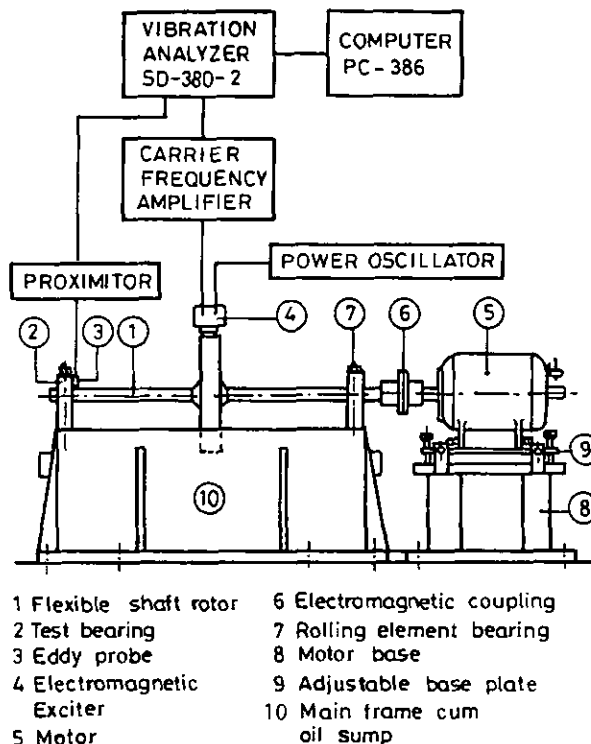 VIBRATION
ANALYZER
SD-380-2
COMPUTER
PC-386
CARRIER
FREQUENCY
AMPLIFIER
PROXIMITOR
POWER OSCILLATOR
2
3
1
4
7
6
5
9
10
8
1 Flexible shaft rotor
2 Test bearing
3 Eddy probe
4 Electromagnetic
Exciter
5 Motor
6 Electromagnetic coupling
7 Rolling element bearing
8 Motor base
9 Adjustable base plate
10 Main frame cum
oil sump